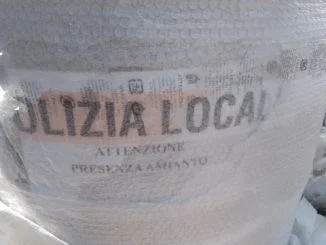 OLIZIA LOCAL
ATTENZIONE
PRESENZA AMIANTO